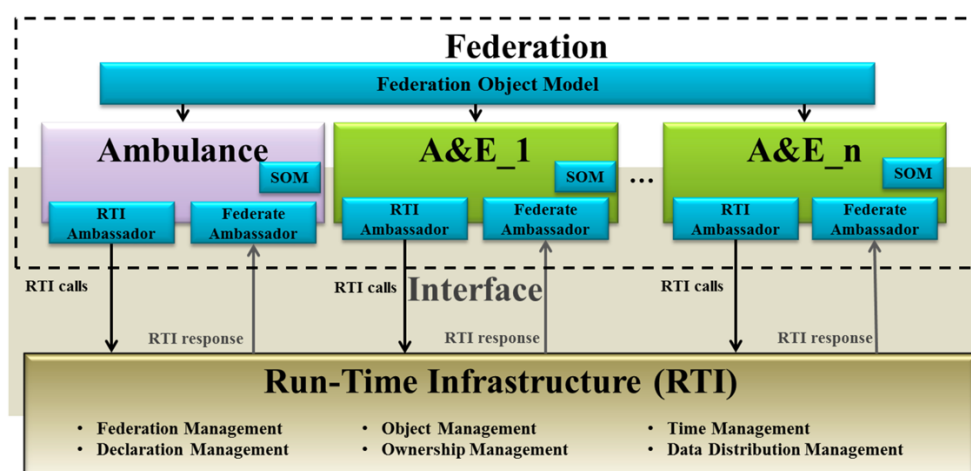 Federation
Federation Object Model
Ambulance
SOM
RTI
Ambassador
Federate
Ambassador
A&E_1
SOM
RTI
Ambassador
Federate
Ambassador
...
A&E_n
SOM
RTI
Ambassador
Federate
Ambassador
RTI calls
RTI calls
Interface
RTI calls
RTI response
RTI response
RTI response
Run-Time Infrastructure (RTI)
• Federation Management
• Declaration Management
• Object Management
• Ownership Management
• Time Management
• Data Distribution Management